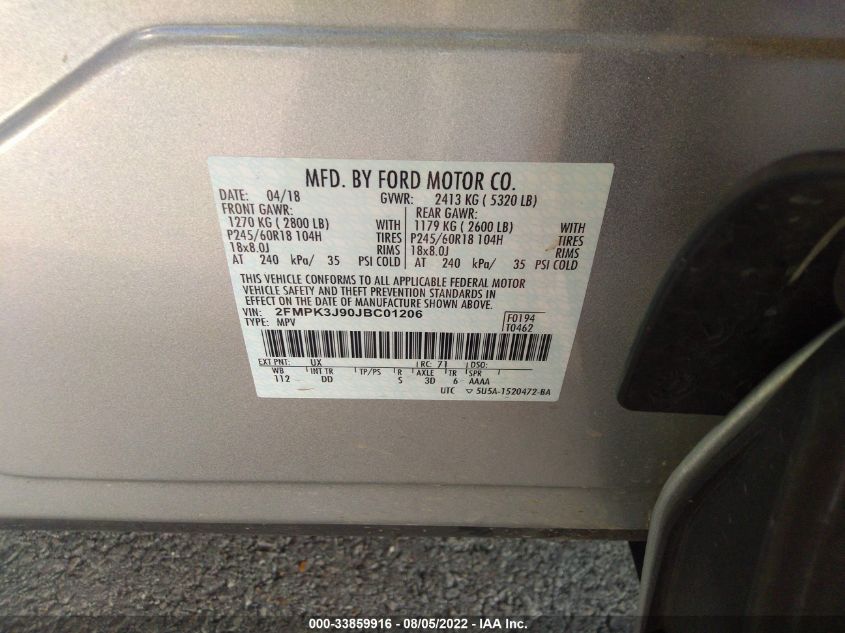 MFD. BY FORD MOTOR CO.
DATE: 04/18 GVWR: 2413 KG ( 5320 LB)
FRONT GAWR: REAR GAWR:
1270 KG ( 2800 LB) WITH 1179 KG ( 2600 LB) WITH
P245/60R18 104H TIRES P245/60R18 104H TIRES
18x8.0J RIMS 18x8.0J RIMS
AT 240 kPa/ 35 PSI COLD AT 240 kPa/ 35 PSI COLD
THIS VEHICLE CONFORMS TO ALL APPLICABLE FEDERAL MOTOR
VEHICLE SAFETY AND THEFT PREVENTION STANDARDS IN
EFFECT ON THE DATE OF MANUFACTURE SHOWN ABOVE.
VIN: 2FMPK3J90JBC01206 F0194
TYPE: MPV T0462
EXT PNT: UX RC: 71 DSO:
WB INT TR TP/PS R AXLE TR SPR
112 DD S 3D 6 AAAA
UTC ▽ 5U5A-1520472-BA
000-33859916 - 08/05/2022 - IAA Inc.